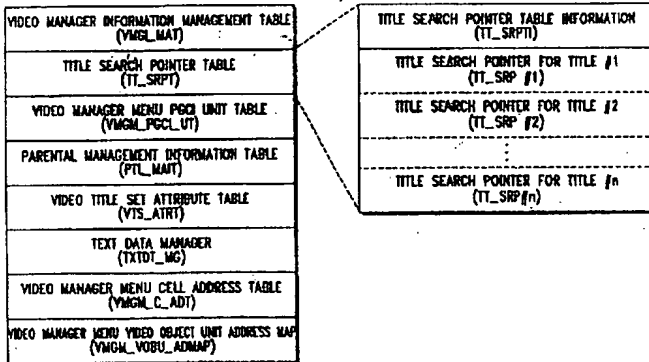 VIDEO MANAGER INFORMATION MANAGEMENT TABLE
(VMGI_MAT)
TITLE SEARCH POINTER TABLE
(TT_SRPT)
VIDEO MANAGER MENU PGCI UNIT TABLE
(VMGM_PGCI_UT)
PARENTAL MANAGEMENT INFORMATION TABLE
(PTL_MAIT)
VIDEO TITLE SET ATTRIBUTE TABLE
(VTS_ATRT)
TEXT DATA MANAGER
(TXTDT_MG)
VIDEO MANAGER MENU CELL ADDRESS TABLE
(VMGM_C_ADT)
VIDEO MANAGER MENU VIDEO OBJECT UNIT ADDRESS MAP
(VMGM_VOBU_ADMAP)
TITLE SEARCH POINTER TABLE INFORMATION
(TT_SRPTI)
TITLE SEARCH POINTER FOR TITLE #1
(TT_SRP #1)
TITLE SEARCH POINTER FOR TITLE #2
(TT_SRP #2)
⋮
TITLE SEARCH POINTER FOR TITLE #n
(TT_SRP#n)